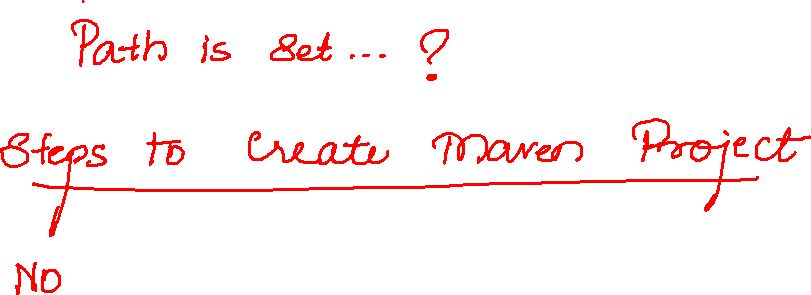 Path is set... ?
Steps to Create Maven Project
NO